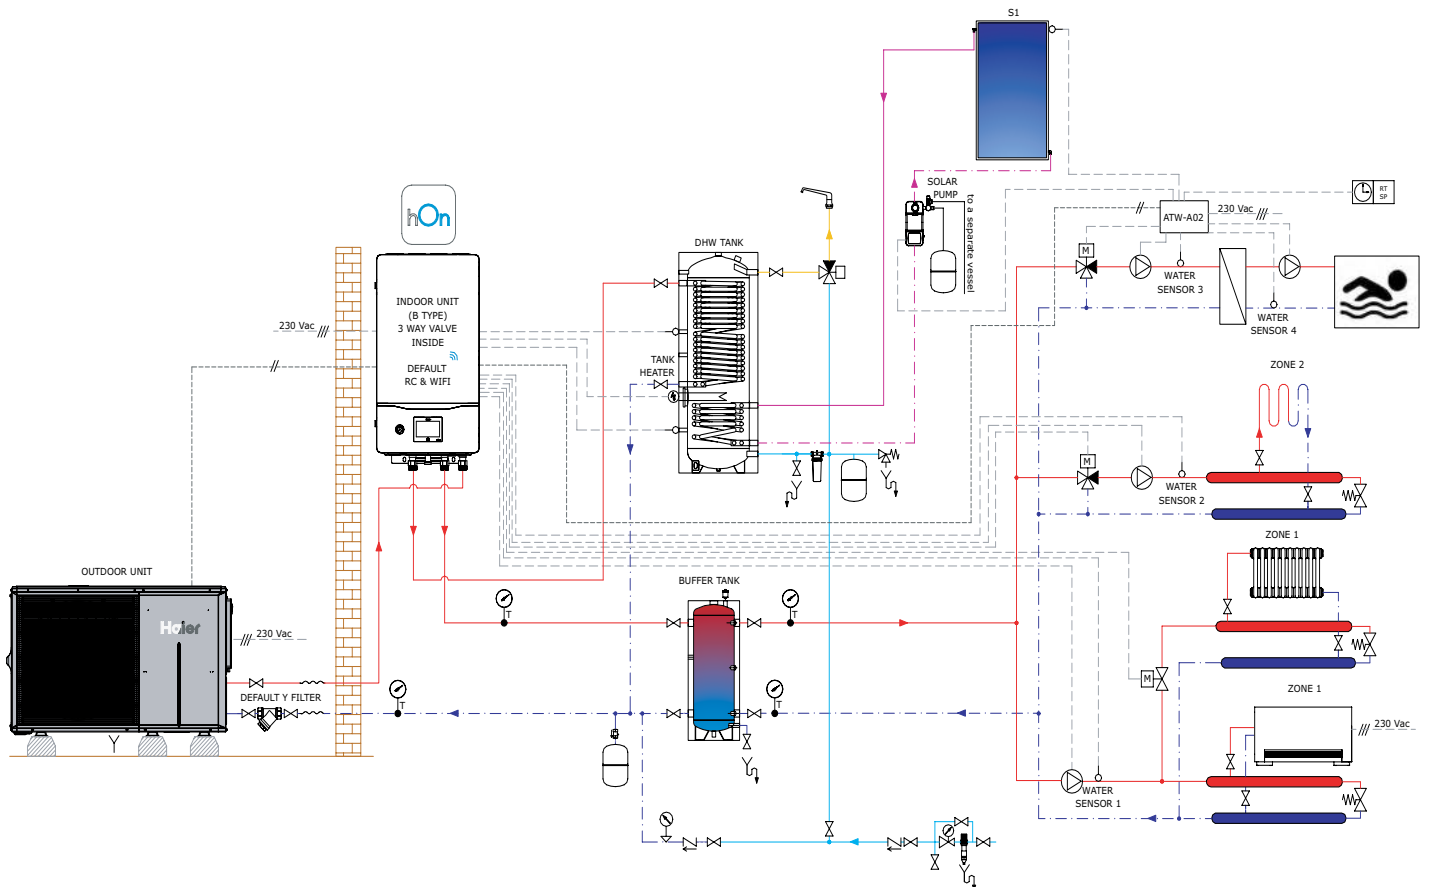 S1
hOn
SOLAR
PUMP
to a separate vessel
RT
SP
ATW-A02
230 Vac
M
WATER
SENSOR 3
WATER
SENSOR 4
DHW TANK
INDOOR UNIT
(B TYPE)
3 WAY VALVE
INSIDE
DEFAULT
RC & WIFI
230 Vac
TANK
HEATER
ZONE 2
M
WATER
SENSOR 2
ZONE 1
OUTDOOR UNIT
Haier
230 Vac
DEFAULT Y FILTER
T
T
BUFFER TANK
T
T
M
ZONE 1
230 Vac
WATER
SENSOR 1